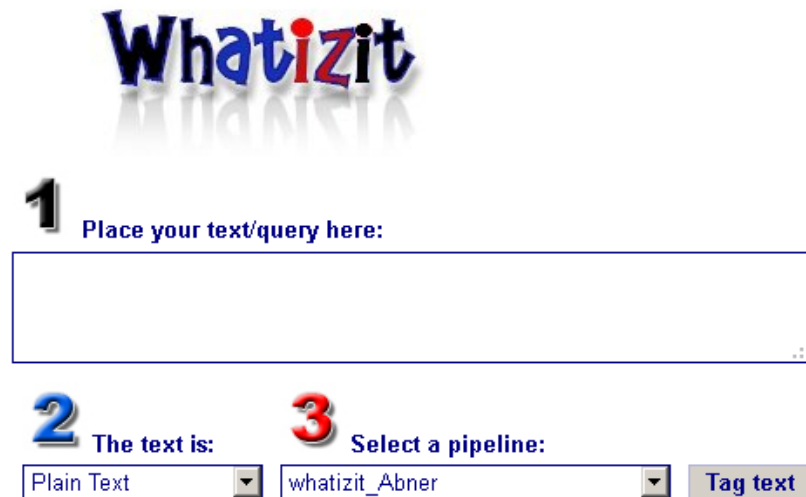 Whatizit
1 Place your text/query here:
2 The text is: 3 Select a pipeline:
Plain Text whatizit_Abner Tag text